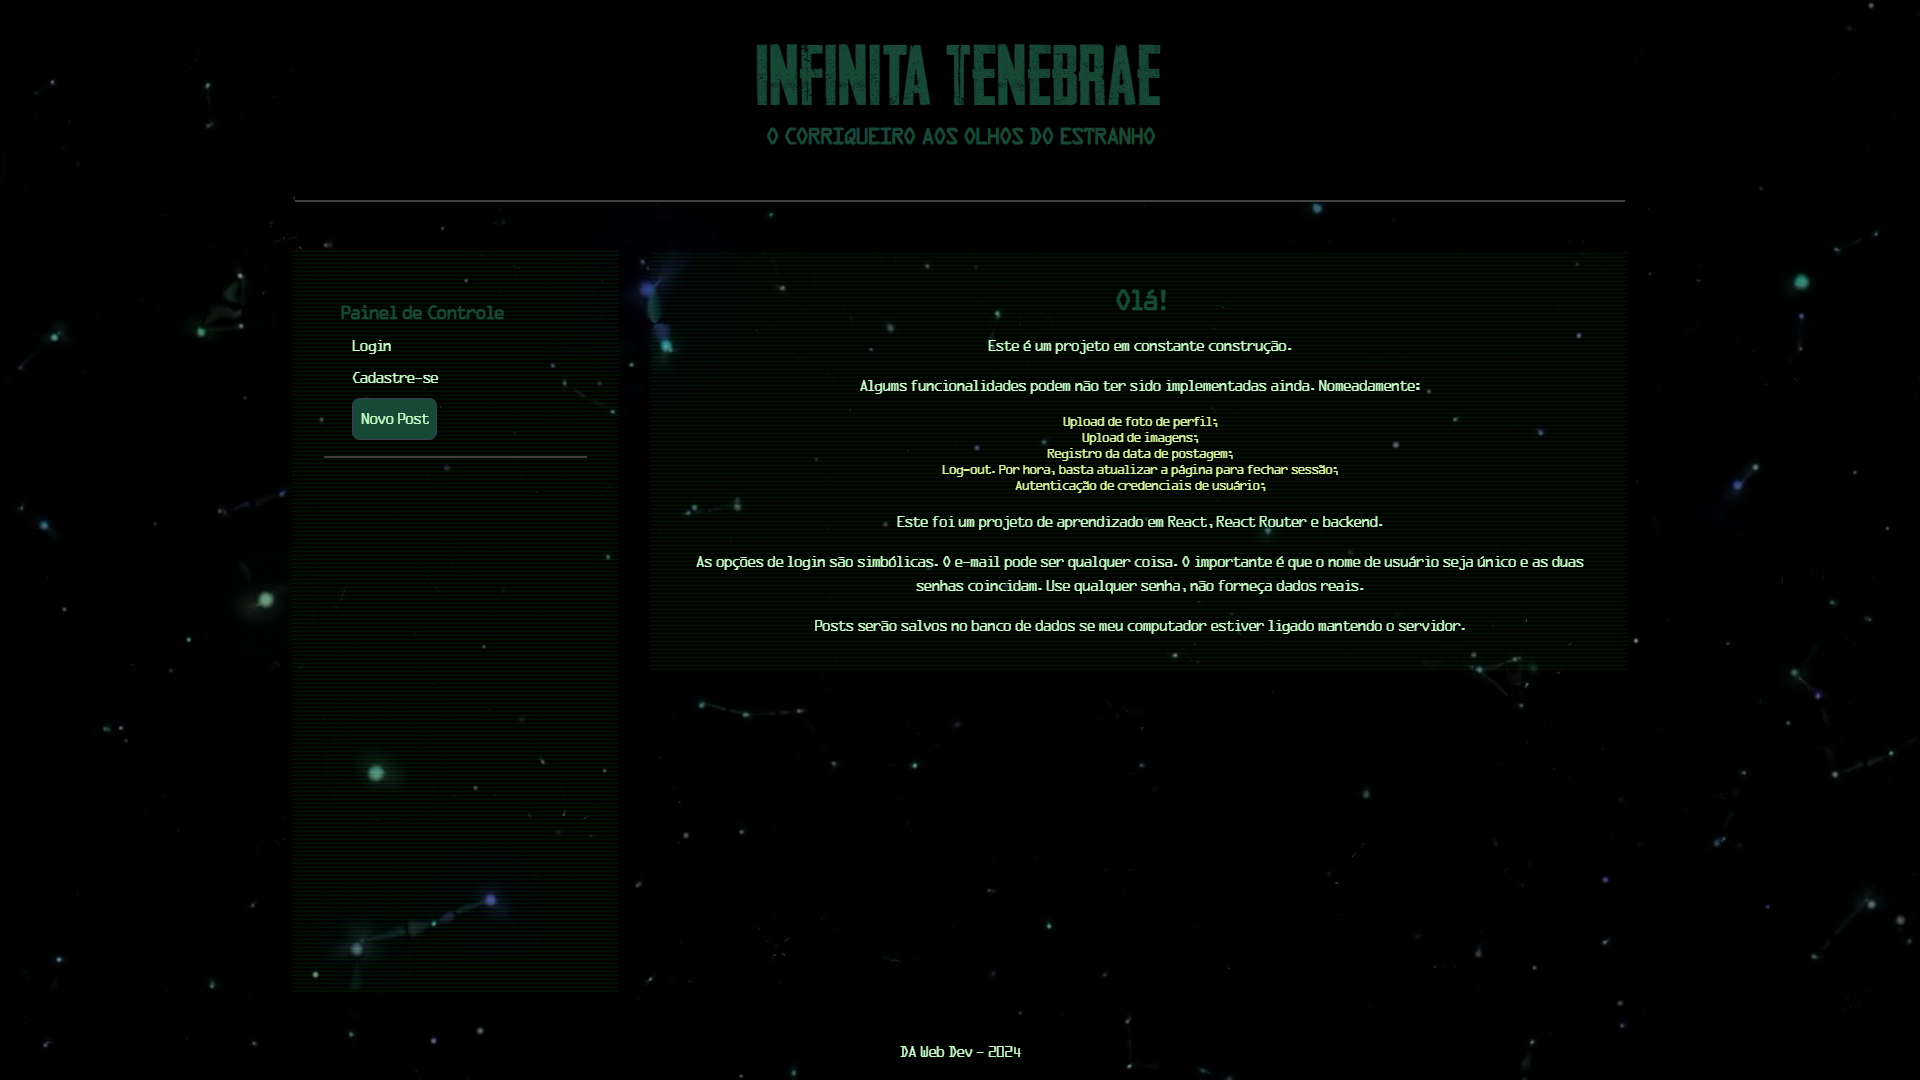 INFINITA TENEBRAE
O CORRIQUEIRO AOS OLHOS DO ESTRANHO
Painel de Controle
Login
Cadastre-se
Novo Post
Olá!
Este é um projeto em constante construção.
Algums funcionalidades podem não ter sido implementadas ainda. Nomeadamente:
Upload de foto de perfil;
Upload de imagens;
Registro da data de postagem;
Log-out. Por hora, basta atualizar a página para fechar sessão;
Autenticação de credenciais de usuário;
Este foi um projeto de aprendizado em React, React Router e backend.
As opções de login são simbólicas. O e-mail pode ser qualquer coisa. O importante é que o nome de usuário seja único e as duas
senhas coincidam. Use qualquer senha, não forneça dados reais.
Posts serão salvos no banco de dados se meu computador estiver ligado mantendo o servidor.
DA Web Dev - 2024